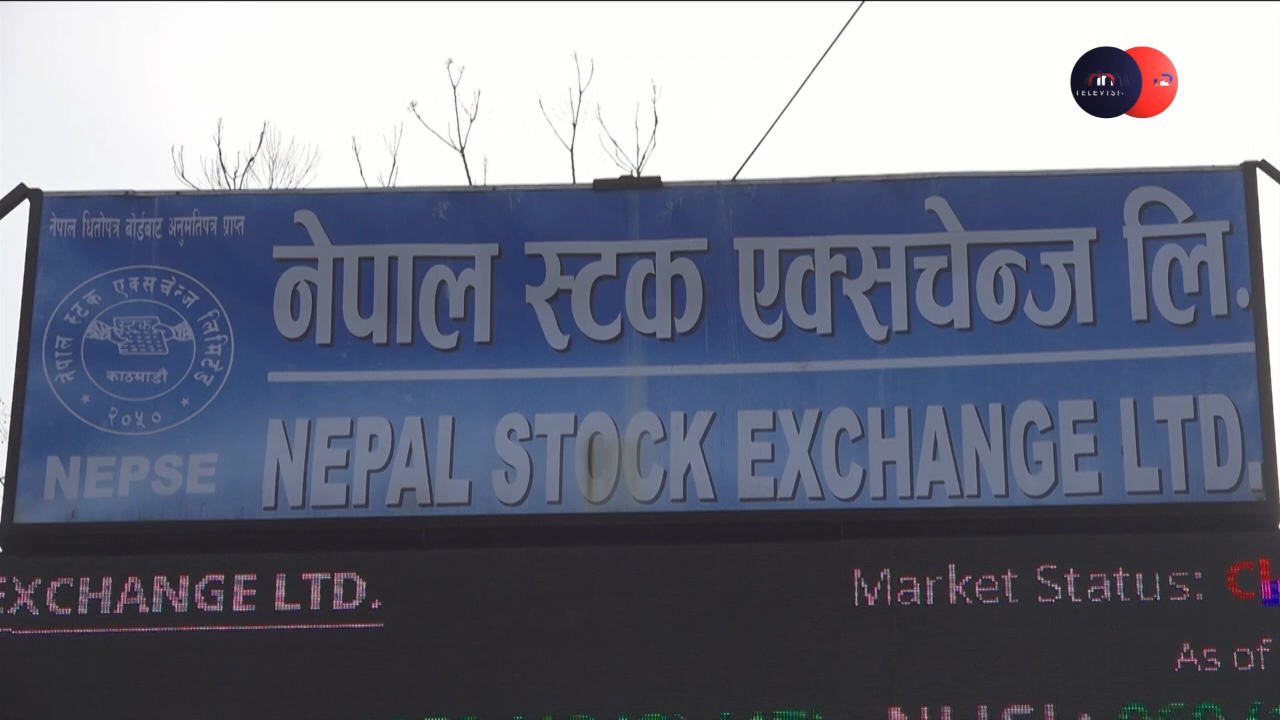 नेपाल धितोपत्र बोर्डबाट अनुमतिपत्र प्राप्त
नेपाल स्टक एक्सचेन्ज लि.
नेपाल स्टक एक्सचेन्ज लिमिटेड
काठमाडौं
२०५०
NEPSE
NEPAL STOCK EXCHANGE LTD.
EXCHANGE LTD.
Market Status:
As of